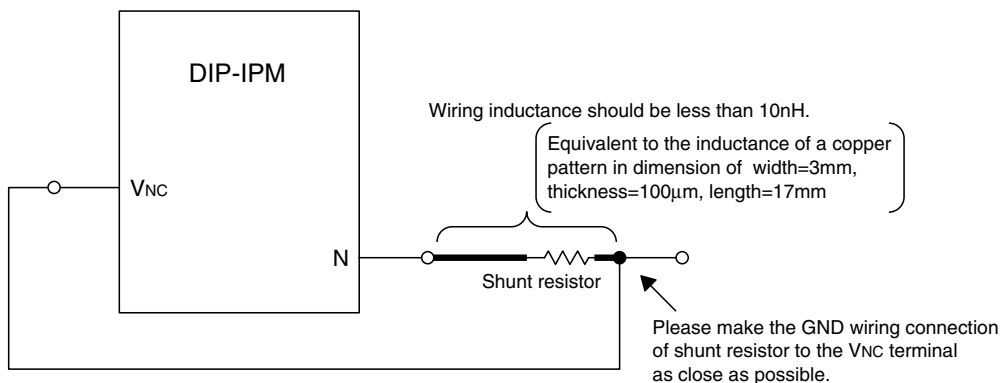 DIP-IPM
Wiring inductance should be less than 10nH.
Equivalent to the inductance of a copper
pattern in dimension of width=3mm,
thickness=100μm, length=17mm
VNC
N
Shunt resistor
Please make the GND wiring connection
of shunt resistor to the VNC terminal
as close as possible.